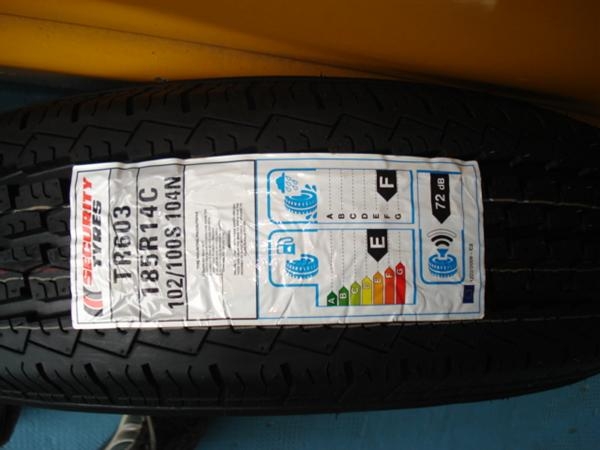 SECURITY
TYRES
TR603
185R14C
102/100S 104N
A
B
C
D
E
F
G
F
A
B
C
D
E
F
G
E
72 dB